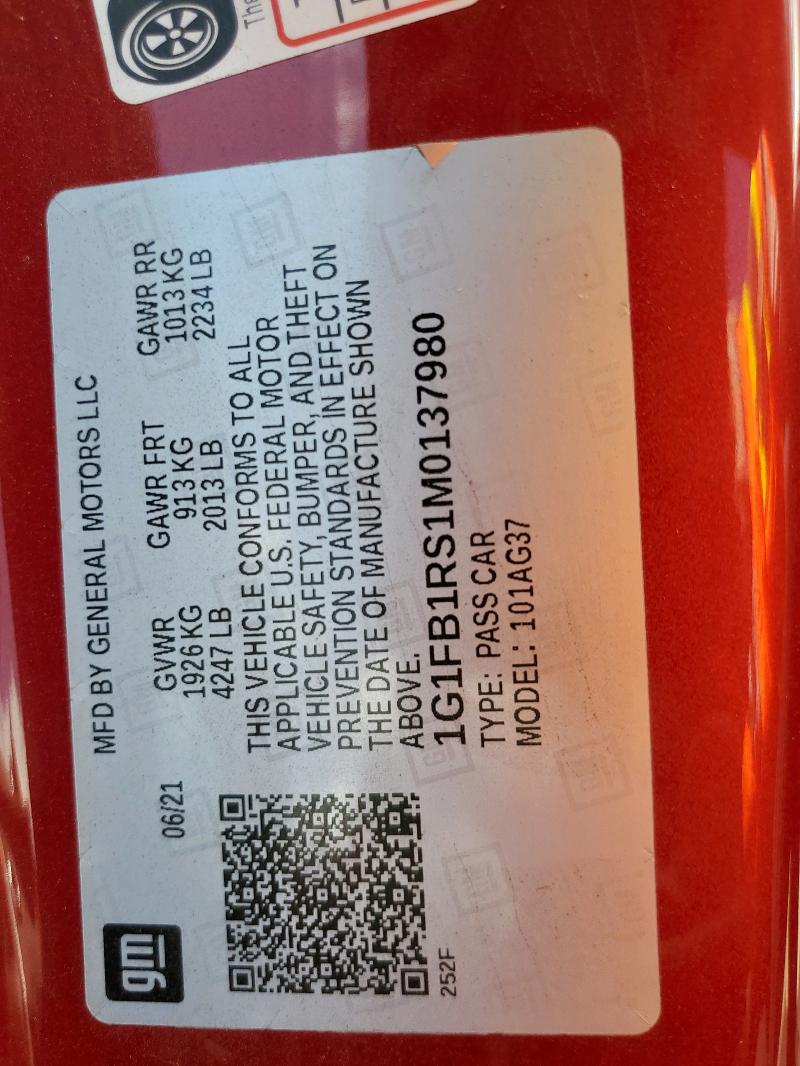 The
gm
MFD BY GENERAL MOTORS LLC
06/21
GVWR GAWR FRT GAWR RR
1926 KG 913 KG 1013 KG
4247 LB 2013 LB 2234 LB
THIS VEHICLE CONFORMS TO ALL
APPLICABLE U.S. FEDERAL MOTOR
VEHICLE SAFETY, BUMPER, AND THEFT
PREVENTION STANDARDS IN EFFECT ON
THE DATE OF MANUFACTURE SHOWN
ABOVE.
1G1FB1RS1M0137980
TYPE: PASS CAR
MODEL: 101AG37
252F